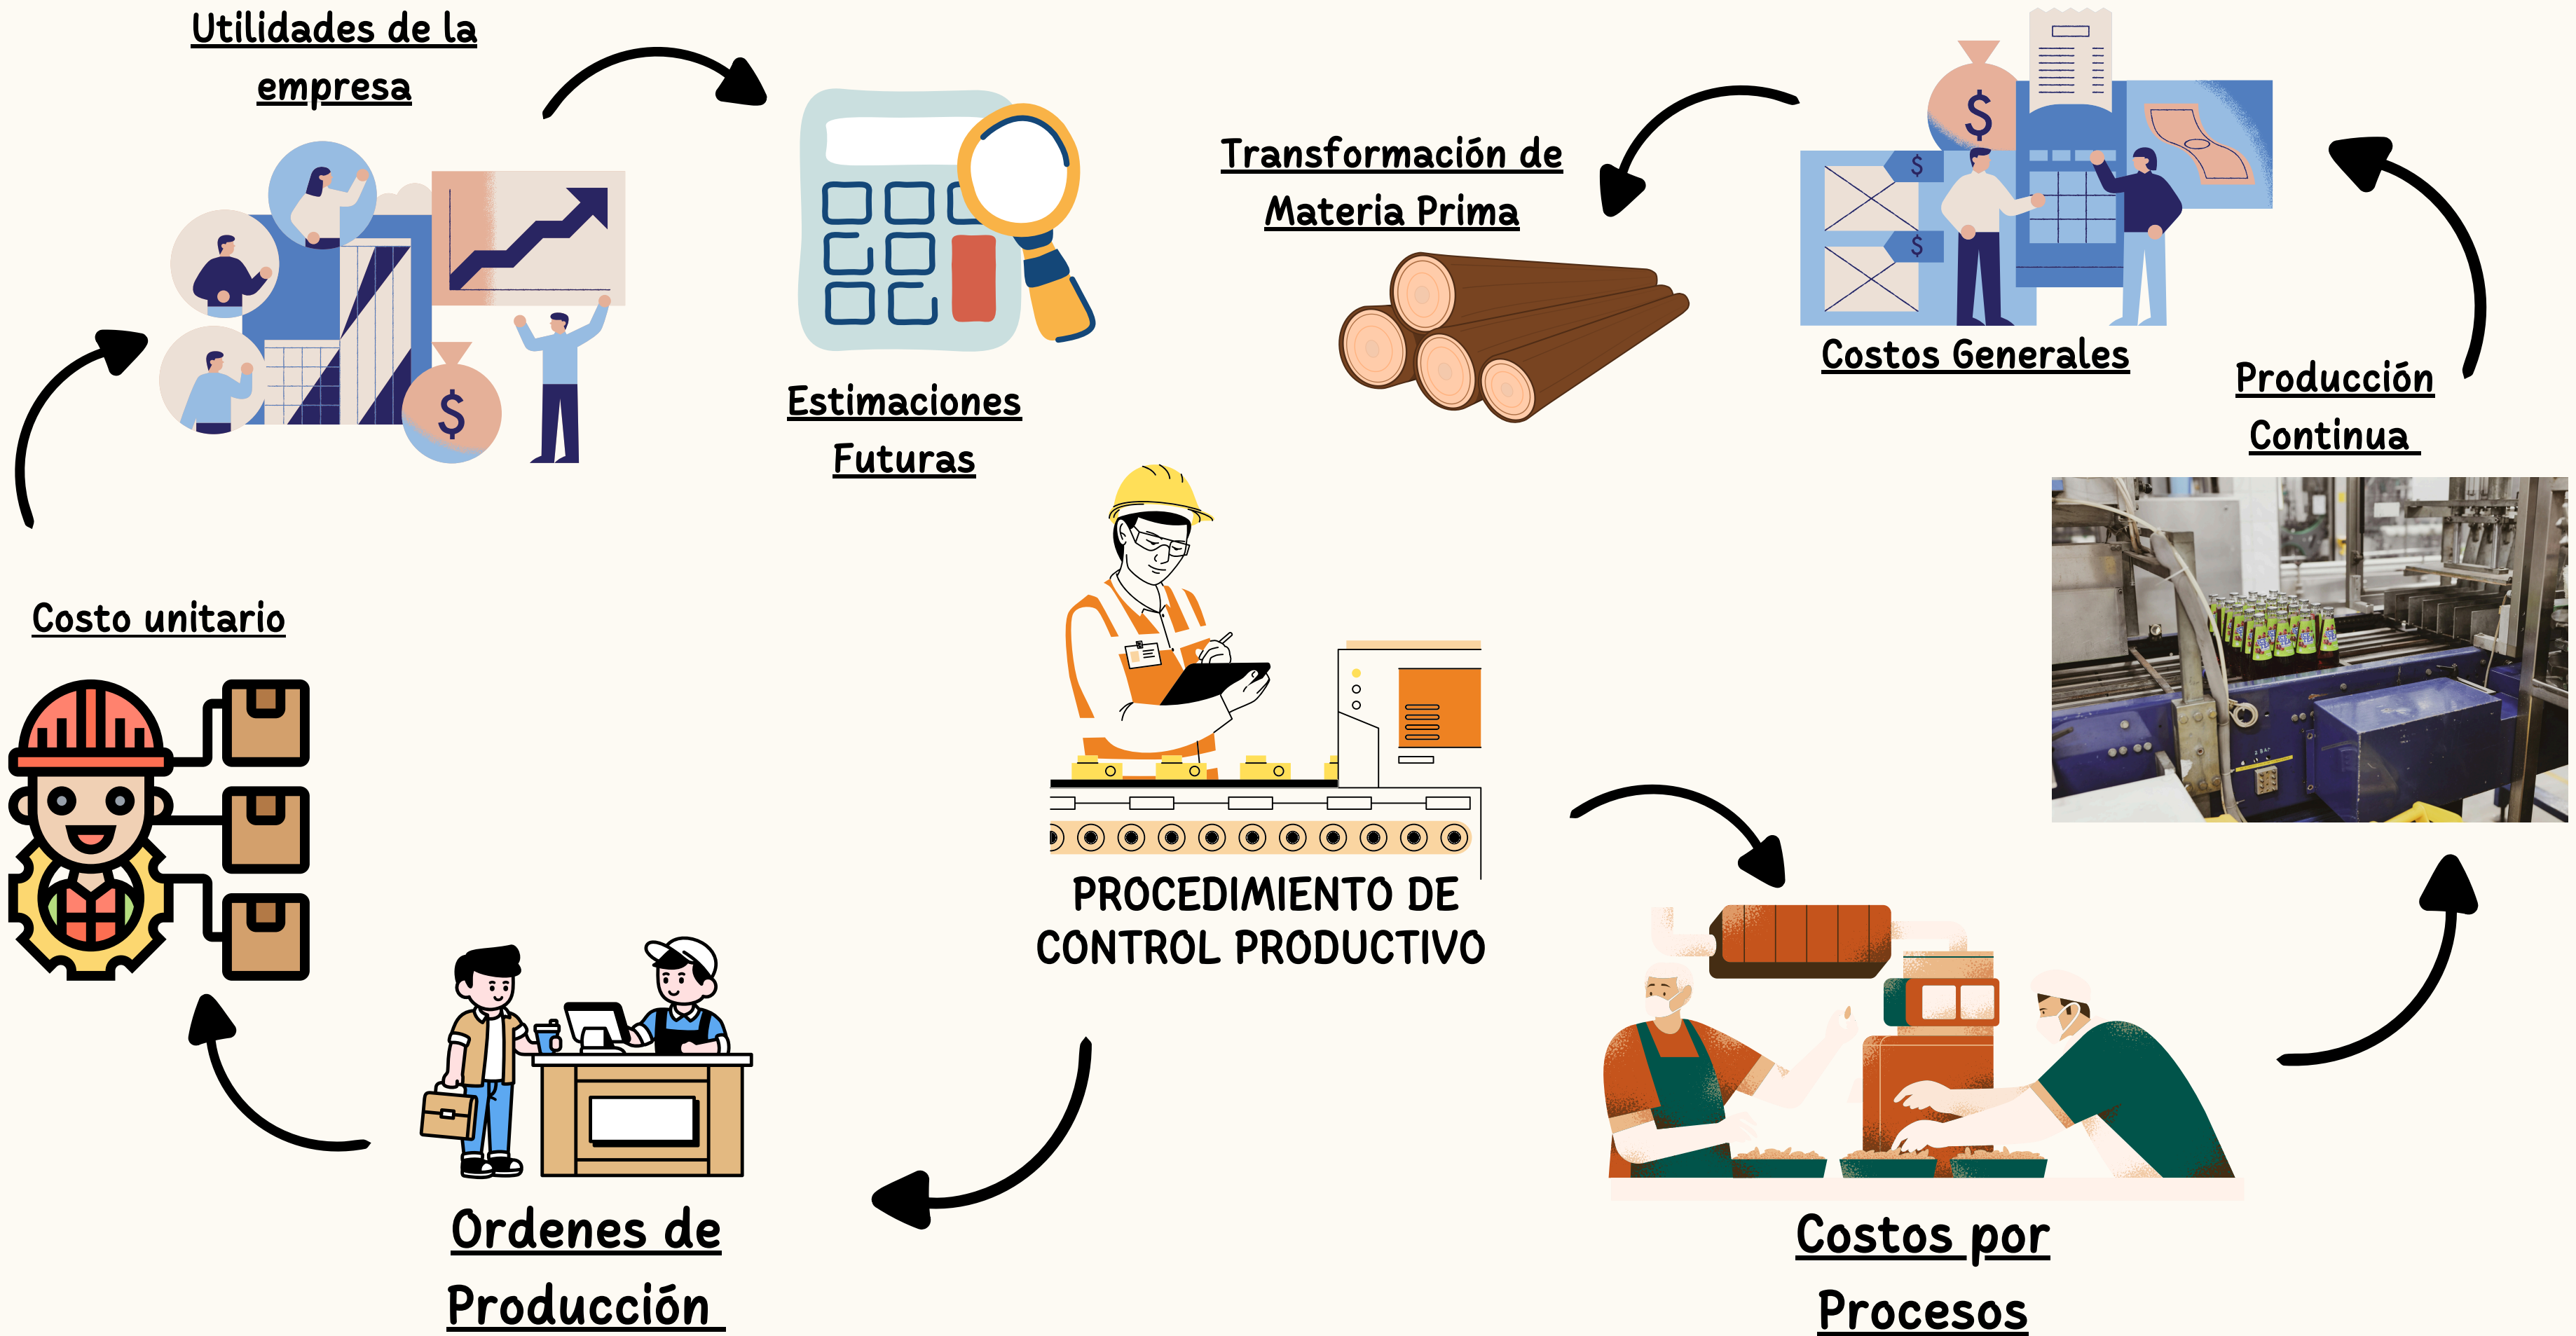 Utilidades de la
empresa
Estimaciones
Futuras
Transformación de
Materia Prima
Costos Generales
Producción
Continua
Costo unitario
PROCEDIMIENTO DE
CONTROL PRODUCTIVO
Ordenes de
Producción
Costos por
Procesos
$
$
$
$